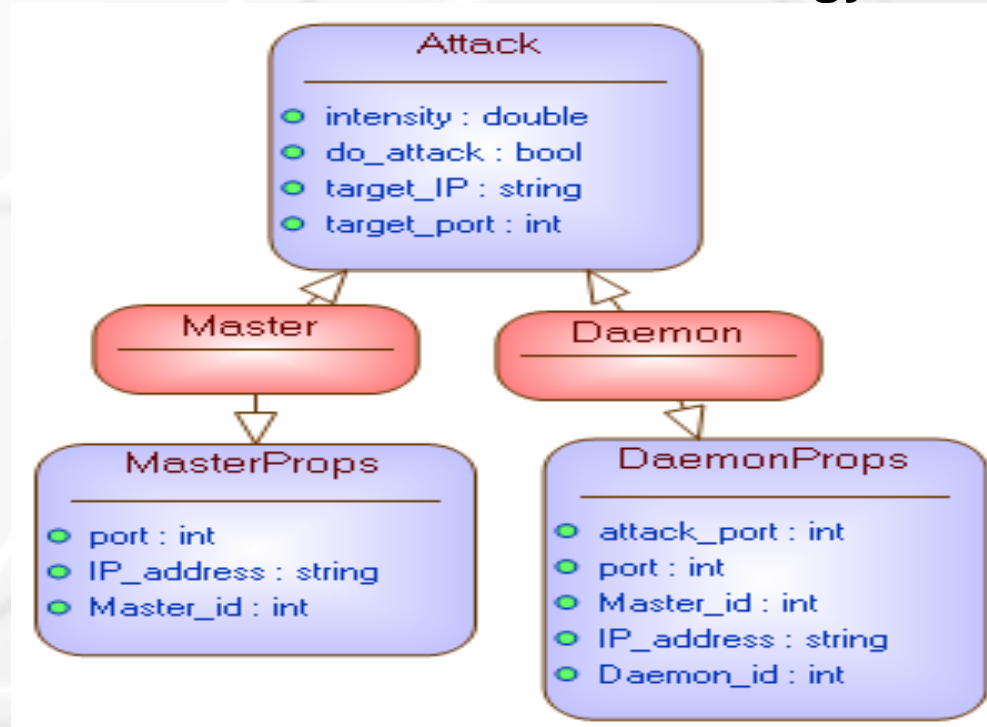 Attack
intensity : double
do_attack : bool
target_IP : string
target_port : int
Master
Daemon
MasterProps
port : int
IP_address : string
Master_id : int
DaemonProps
attack_port : int
port : int
Master_id : int
IP_address : string
Daemon_id : int